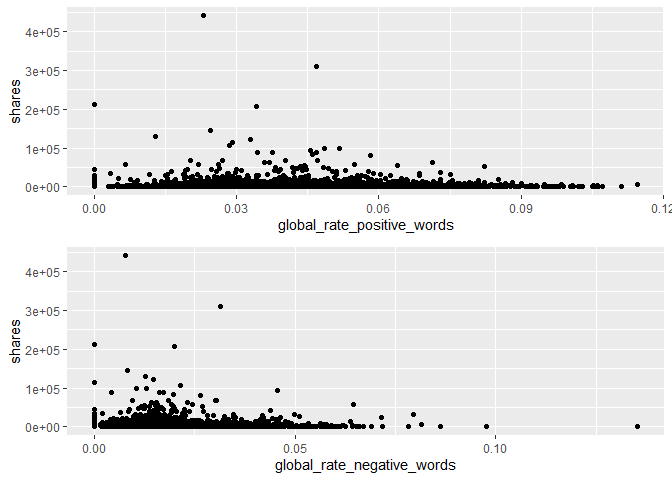 4e+05
3e+05
2e+05
1e+05
0e+00
shares
0.00 0.03 0.06 0.09 0.12
global_rate_positive_words
4e+05
3e+05
2e+05
1e+05
0e+00
shares
0.00 0.05 0.10
global_rate_negative_words